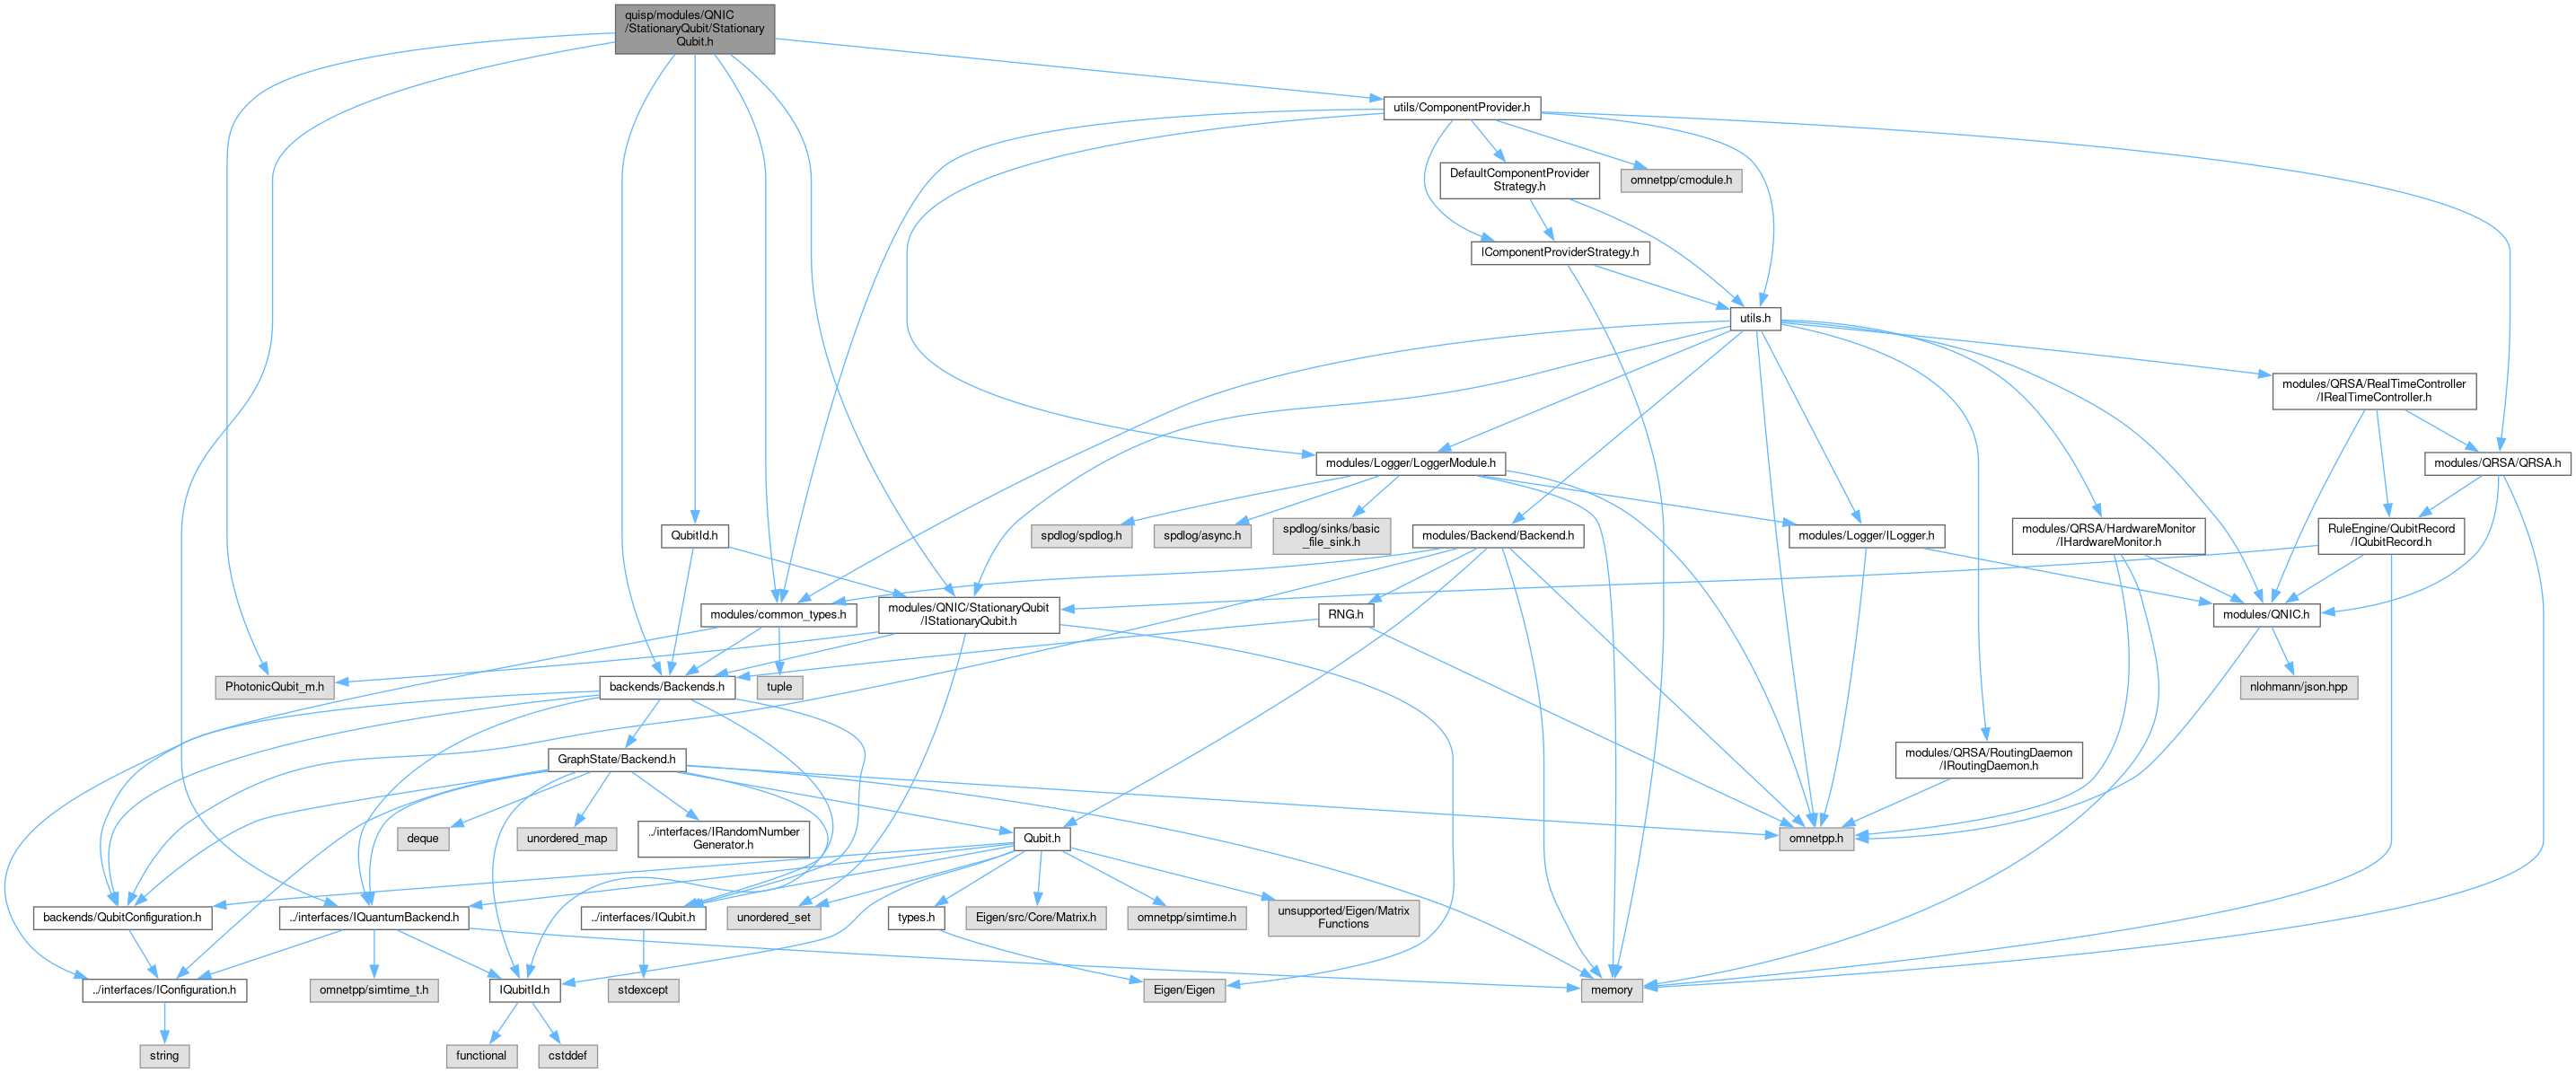 quisp/modules/QNIC
/StationaryQubit/Stationary
Qubit.h
utils/ComponentProvider.h
DefaultComponentProvider
Strategy.h
omnetpp/cmodule.h
IComponentProviderStrategy.h
utils.h
modules/QRSA/RealTimeController
/IRealTimeController.h
modules/Logger/LoggerModule.h
modules/QRSA/QRSA.h
QubitId.h
spdlog/spdlog.h
spdlog/async.h
spdlog/sinks/basic
_file_sink.h
modules/Backend/Backend.h
modules/Logger/ILogger.h
modules/QRSA/HardwareMonitor
/IHardwareMonitor.h
RuleEngine/QubitRecord
/IQubitRecord.h
modules/common_types.h
modules/QNIC/StationaryQubit
/IStationaryQubit.h
RNG.h
modules/QNIC.h
PhotonicQubit_m.h
backends/Backends.h
tuple
nlohmann/json.hpp
GraphState/Backend.h
modules/QRSA/RoutingDaemon
/IRoutingDaemon.h
deque
unordered_map
../interfaces/IRandomNumber
Generator.h
Qubit.h
omnetpp.h
backends/QubitConfiguration.h
../interfaces/IQuantumBackend.h
../interfaces/IQubit.h
unordered_set
types.h
Eigen/src/Core/Matrix.h
omnetpp/simtime.h
unsupported/Eigen/Matrix
Functions
../interfaces/IConfiguration.h
omnetpp/simtime_t.h
IQubitId.h
stdexcept
Eigen/Eigen
memory
string
functional
cstddef